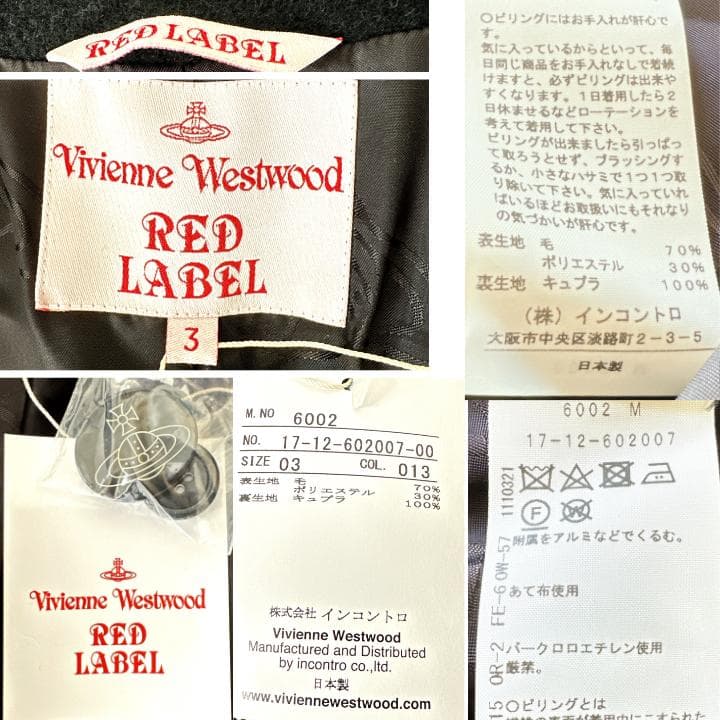 RED LABEL
Vivienne Westwood
RED
LABEL
3
〇ピリングにはお手入れが肝心で
す。
気に入っているからといって、毎
日同じ商品をお手入れなしで着続
けますと、必ずピリングは出来や
すくなります。1日着用したら2
日休ませるなどローテーションを
考えて着用して下さい。
ピリングが出来ましたら引っぱっ
て取ろうとせず、ブラッシングす
るか、小さなハサミで1つ1つ取
り除いて下さい。気に入っていれ
ばいるほどお取扱いにもそれなり
の気づかいが肝心です。
表生地 毛 70%
ポリエステル 30%
裏生地 キュプラ 100%
(株) インコントロ
大阪市中央区淡路町2-3-5
日本製
Vivienne Westwood
RED
LABEL
M.NO 6002
NO. 17-12-602007-00
SIZE 03 COL. 013
表生地 毛 70%
ポリエステル 30%
裏生地 キュプラ 100%
株式会社 インコントロ
Vivienne Westwood
Manufactured and Distributed
by incontro co.,ltd.
日本製
www.viviennewestwood.com
6002 M
17-12-602007
1110321
F W
附属をアルミなどでくるむ。
FE-6 0W-57
あて布使用
15 OR-2
パークロロエチレン使用
厳禁。
〇ピリングとは